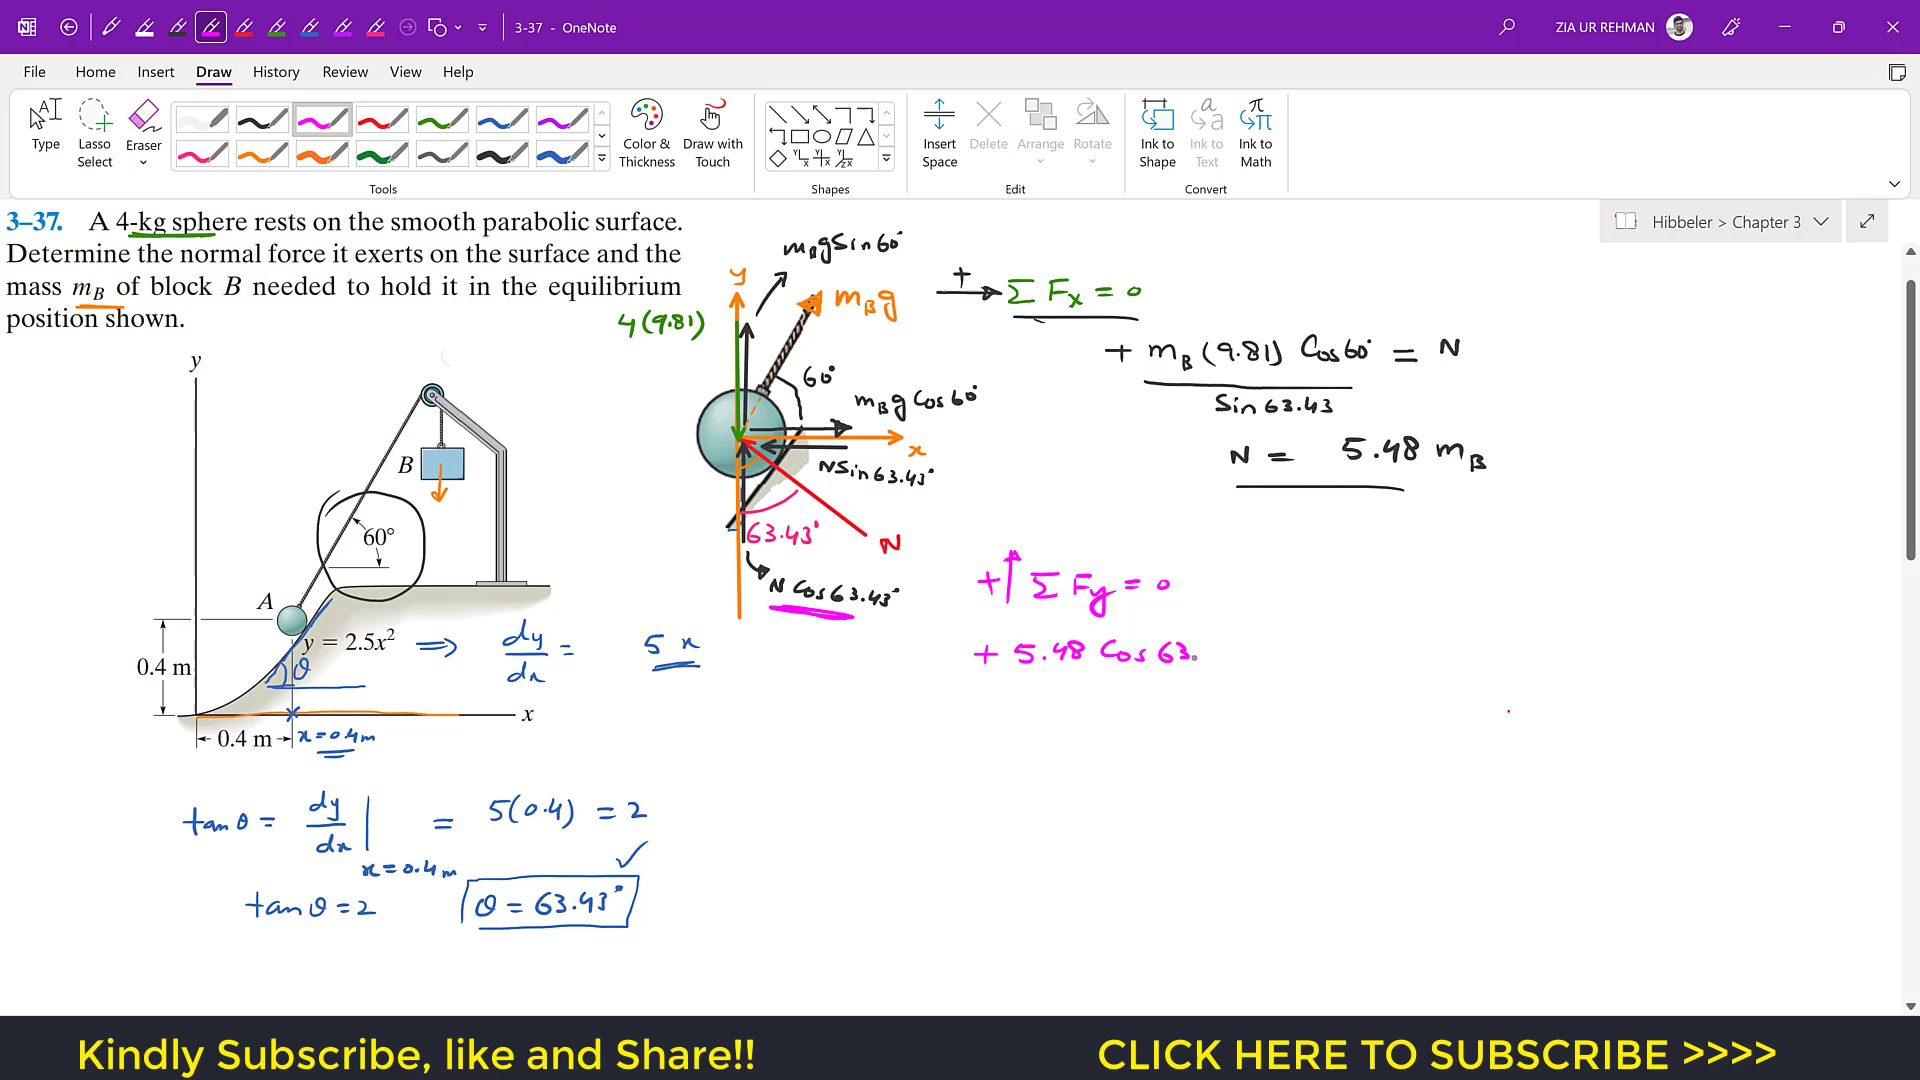 3-37 - OneNote
ZIA UR REHMAN
File Home Insert Draw History Review View Help
Type
Lasso Select
Eraser
Color & Thickness
Draw with Touch
Insert Space
Delete
Arrange
Rotate
Ink to Shape
Ink to Text
Ink to Math
Tools
Shapes
Edit
Convert
Hibbeler > Chapter 3
3–37. A 4-kg sphere rests on the smooth parabolic surface.
Determine the normal force it exerts on the surface and the
mass mB of block B needed to hold it in the equilibrium
position shown.
y
B
60°
A
y = 2.5x²
θ
0.4 m
x
0.4 m
x = 0.4m
⟹ dy/dx = 5 x
tan θ = dy/dx | x = 0.4m = 5(0.4) = 2
tan θ = 2
θ = 63.43°
mBg Sin 60°
y
mBg
4(9.81)
60°
mBg Cos 60°
x
N Sin 63.43°
63.43°
N
N Cos 63.43°
+ → Σ Fx = 0
+ mB (9.81) Cos 60° / Sin 63.43 = N
N = 5.48 mB
+↑ Σ Fy = 0
+ 5.48 Cos 63.
Kindly Subscribe, like and Share!!
CLICK HERE TO SUBSCRIBE >>>>